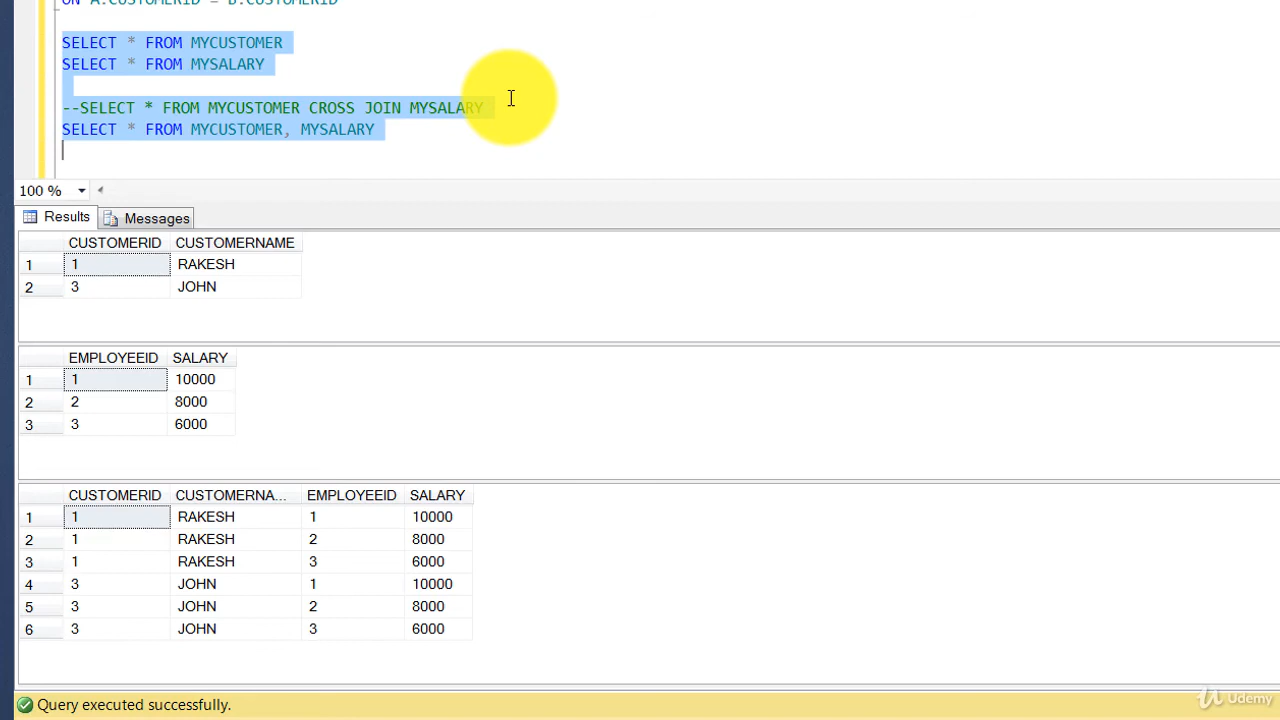 ON A.CUSTOMERID = B.CUSTOMERID
SELECT * FROM MYCUSTOMER
SELECT * FROM MYSALARY
--SELECT * FROM MYCUSTOMER CROSS JOIN MYSALARY
SELECT * FROM MYCUSTOMER, MYSALARY
100 %
Results Messages
CUSTOMERID CUSTOMERNAME
1 1 RAKESH
2 3 JOHN
EMPLOYEEID SALARY
1 1 10000
2 2 8000
3 3 6000
CUSTOMERID CUSTOMERNA... EMPLOYEEID SALARY
1 1 RAKESH 1 10000
2 1 RAKESH 2 8000
3 1 RAKESH 3 6000
4 3 JOHN 1 10000
5 3 JOHN 2 8000
6 3 JOHN 3 6000
Query executed successfully.
Udemy